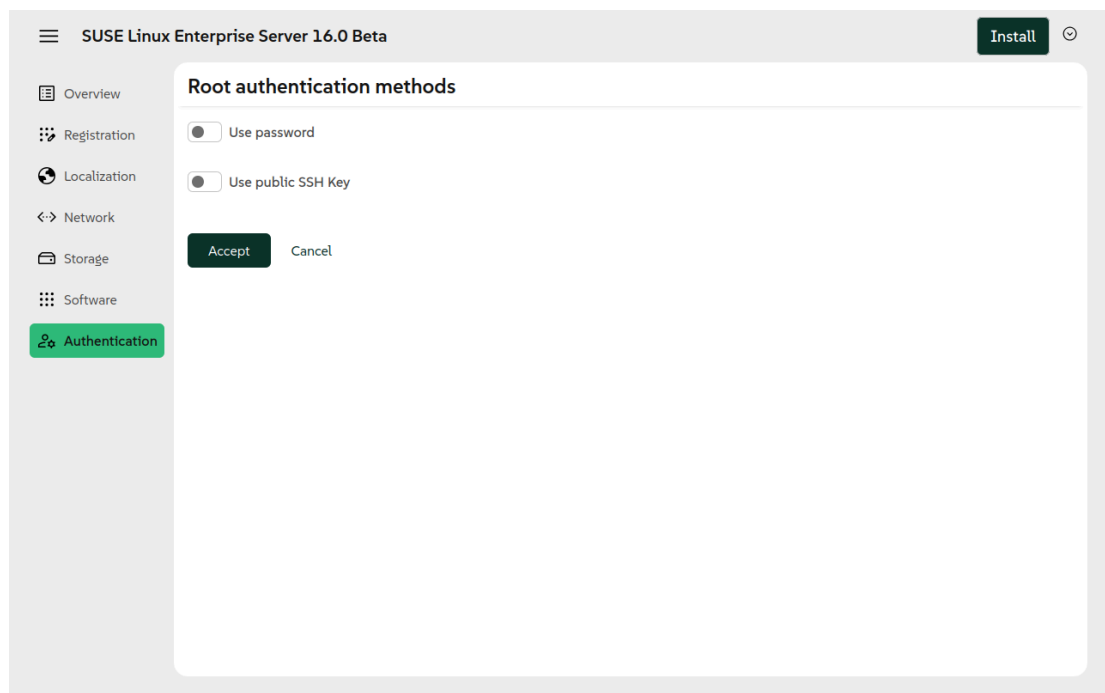 SUSE Linux Enterprise Server 16.0 Beta
Install
Overview
Registration
Localization
Network
Storage
Software
Authentication
Root authentication methods
Use password
Use public SSH Key
Accept
Cancel